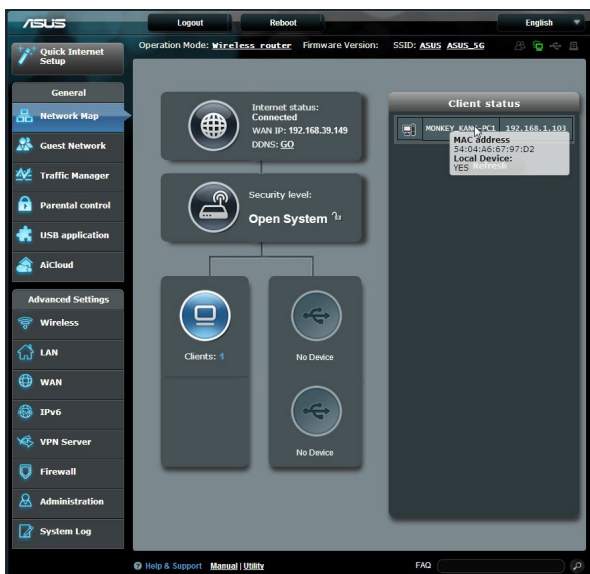 ASUS
Logout Reboot English
Quick Internet Setup
Operation Mode: Wireless router Firmware Version: SSID: ASUS ASUS_5G
General
Network Map
Guest Network
Traffic Manager
Parental control
USB application
AiCloud
Advanced Settings
Wireless
LAN
WAN
IPv6
VPN Server
Firewall
Administration
System Log
Internet status:
Connected
WAN IP: 192.168.39.149
DDNS: GO
Security level:
Open System
Clients: 1
No Device
No Device
Client status
MONKEY_KANG-PC1 192.168.1.103
MAC address
54:04:A6:67:97:D2
Local Device:
YES
Refresh
Help & Support Manual | Utility FAQ